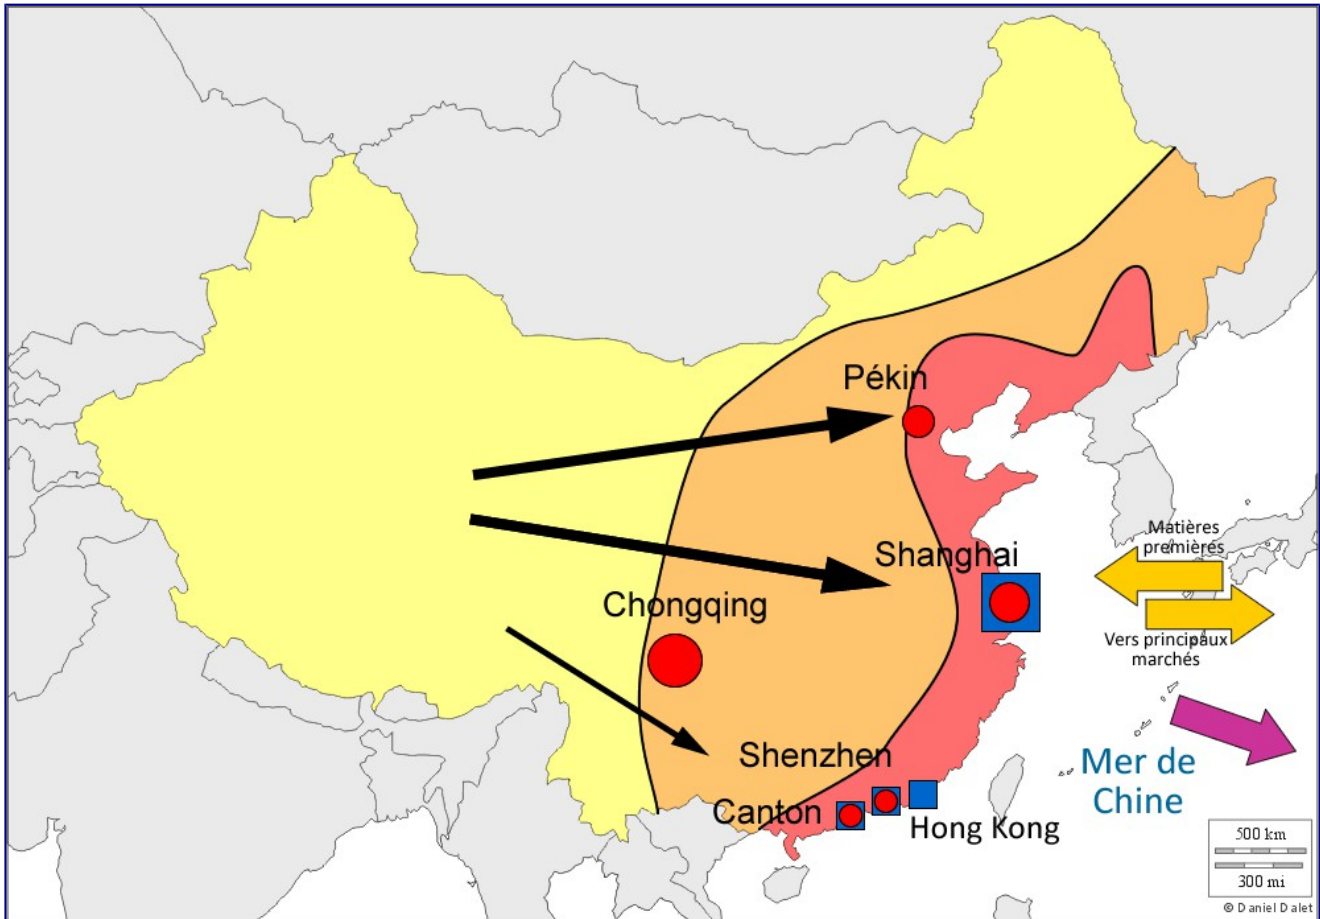 Pékin
Matières
premières
Shanghai
Chongqing
Vers principaux
marchés
Shenzhen
Mer de
Chine
Canton
Hong Kong
500 km
300 mi
© Daniel Dalet